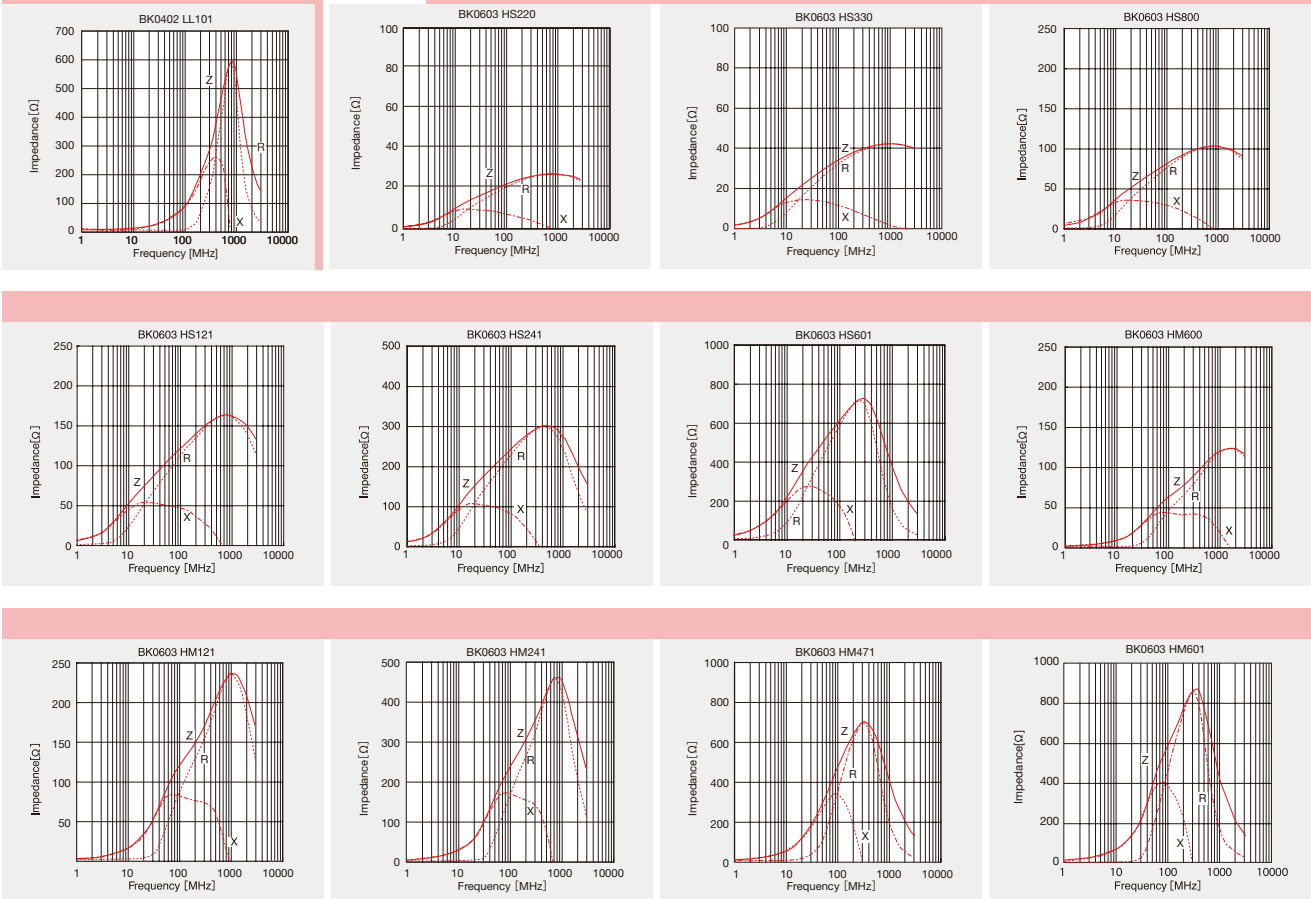 BK0402 LL101
700
600
500
400
300
200
100
0
Impedance[Ω]
Z
R
X
1 10 100 1000 10000
Frequency [MHz]
BK0603 HS220
100
80
60
40
20
0
Impedance[Ω]
Z
R
X
1 10 100 1000 10000
Frequency [MHz]
BK0603 HS330
100
80
60
40
20
0
Impedance[Ω]
Z
R
X
1 10 100 1000 10000
Frequency [MHz]
BK0603 HS800
250
200
150
100
50
0
Impedance[Ω]
Z
R
X
1 10 100 1000 10000
Frequency [MHz]
BK0603 HS121
250
200
150
100
50
0
Impedance[Ω]
Z
R
X
1 10 100 1000 10000
Frequency [MHz]
BK0603 HS241
500
400
300
200
100
0
Impedance[Ω]
R
Z
X
1 10 100 1000 10000
Frequency [MHz]
BK0603 HS601
1000
800
600
400
200
0
Impedance[Ω]
Z
X
R
1 10 100 1000 10000
Frequency [MHz]
BK0603 HM600
250
200
150
100
50
0
Impedance[Ω]
Z
R
X
1 10 100 1000 10000
Frequency [MHz]
BK0603 HM121
250
200
150
100
50
Impedance[Ω]
Z
R
X
1 10 100 1000 10000
Frequency [MHz]
BK0603 HM241
500
400
300
200
100
0
Impedance[Ω]
Z
R
X
1 10 100 1000 10000
Frequency [MHz]
BK0603 HM471
1000
800
600
400
200
0
Impedance[Ω]
Z
R
X
1 10 100 1000 10000
Frequency [MHz]
BK0603 HM601
1000
800
600
400
200
0
Impedance[Ω]
Z
R
X
1 10 100 1000 10000
Frequency [MHz]